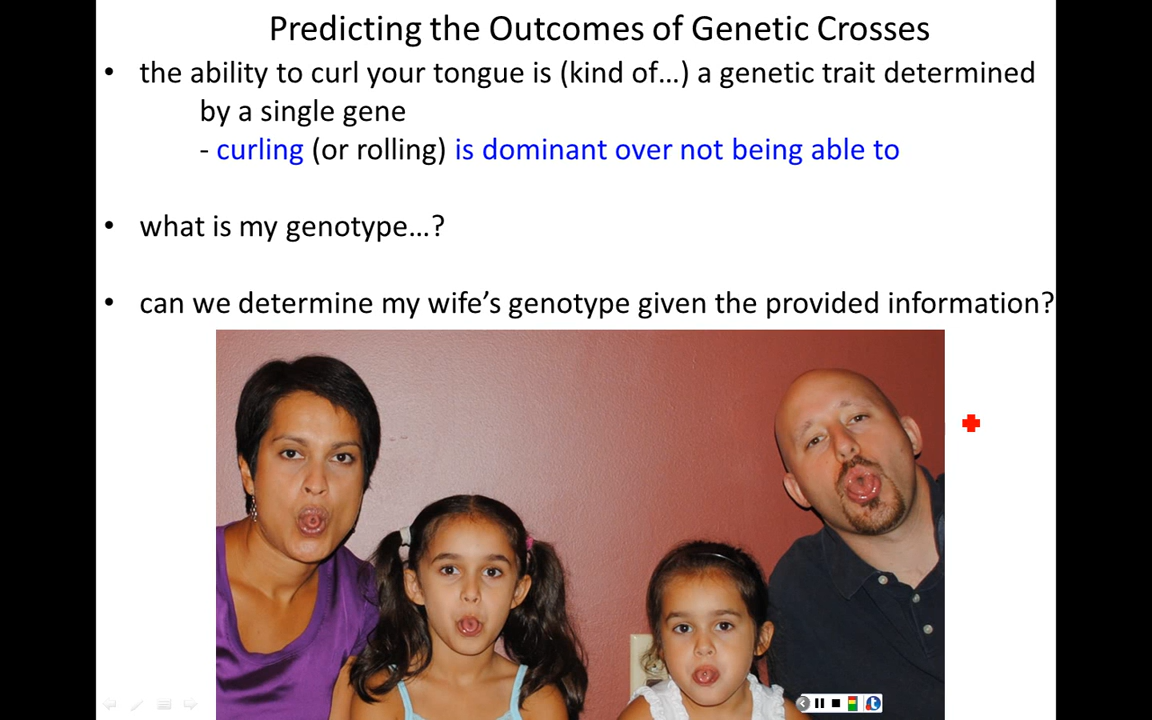 Predicting the Outcomes of Genetic Crosses
• the ability to curl your tongue is (kind of…) a genetic trait determined
by a single gene
- curling (or rolling) is dominant over not being able to
• what is my genotype…?
• can we determine my wife’s genotype given the provided information?